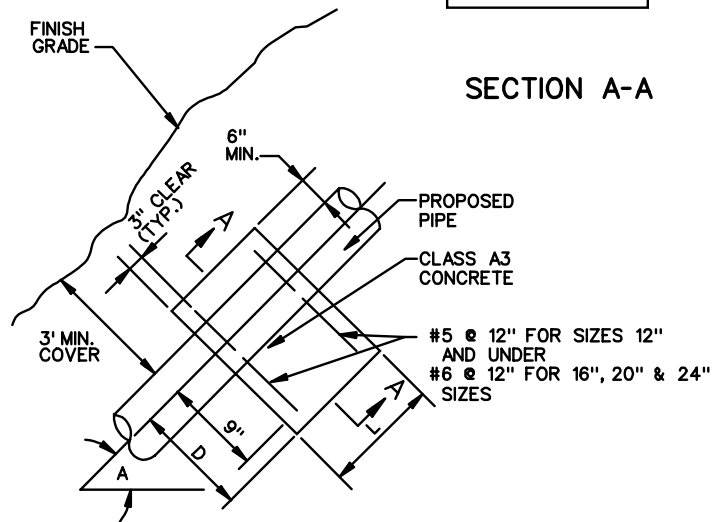 FINISH
GRADE
SECTION A-A
6"
MIN.
3" CLEAR
(TYP.)
A
PROPOSED
PIPE
CLASS A3
CONCRETE
3' MIN.
COVER
#5 @ 12" FOR SIZES 12"
AND UNDER
#6 @ 12" FOR 16", 20" & 24"
SIZES
A
L
9"
D
A